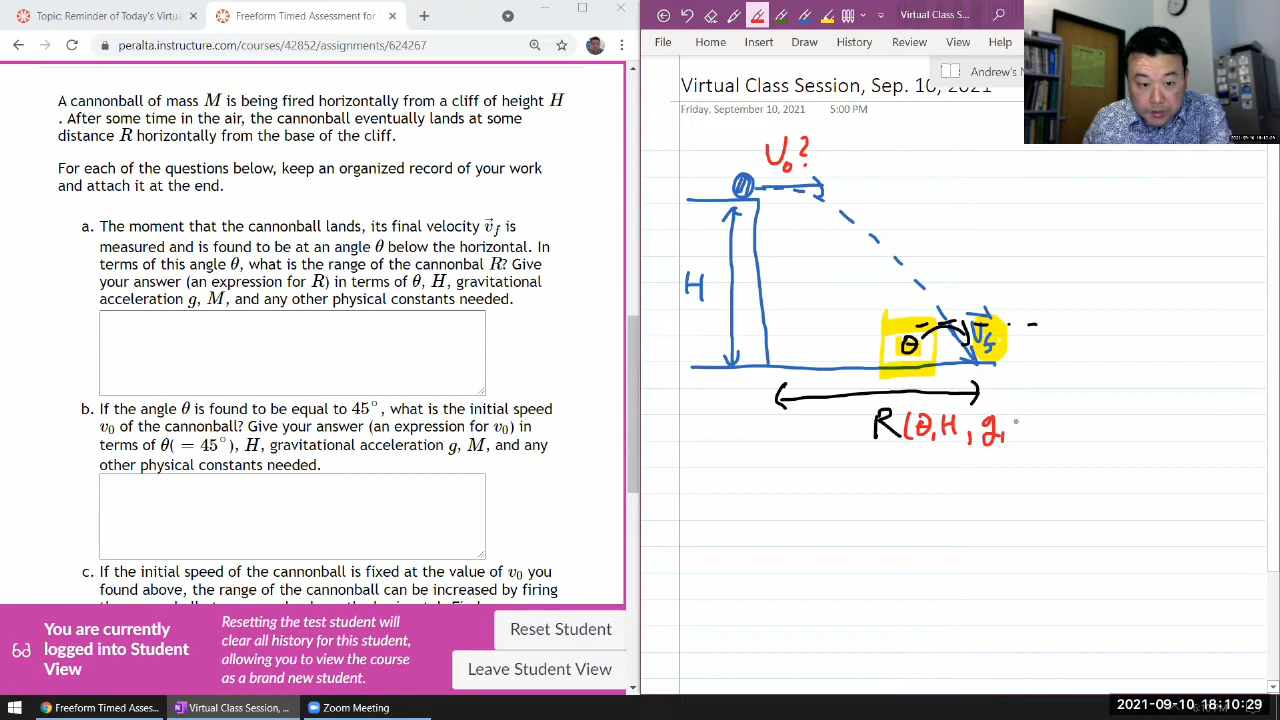 Topic: Reminder of Today's Virtual
Freeform Timed Assessment for
peralta.instructure.com/courses/42852/assignments/624267
A cannonball of mass M is being fired horizontally from a cliff of height H
. After some time in the air, the cannonball eventually lands at some
distance R horizontally from the base of the cliff.
For each of the questions below, keep an organized record of your work
and attach it at the end.
a. The moment that the cannonball lands, its final velocity v⃗_f is
measured and is found to be at an angle θ below the horizontal. In
terms of this angle θ, what is the range of the cannonbal R? Give
your answer (an expression for R) in terms of θ, H, gravitational
acceleration g, M, and any other physical constants needed.
b. If the angle θ is found to be equal to 45°, what is the initial speed
v₀ of the cannonball? Give your answer (an expression for v₀) in
terms of θ(= 45°), H, gravitational acceleration g, M, and any
other physical constants needed.
c. If the initial speed of the cannonball is fixed at the value of v₀ you
found above, the range of the cannonball can be increased by firing
You are currently
logged into Student
View
Resetting the test student will
clear all history for this student,
allowing you to view the course
as a brand new student.
Reset Student
Leave Student View
Freeform Timed Assess...
Virtual Class Session, ...
Zoom Meeting
Virtual Class S...
File Home Insert Draw History Review View Help
Andrew's
Virtual Class Session, Sep. 10, 2021
Friday, September 10, 2021 5:00 PM
U₀?
H
θ
v⃗_f
R(θ, H, g,
2021-09-10 18:10:29
2021-09-10 18:10:29